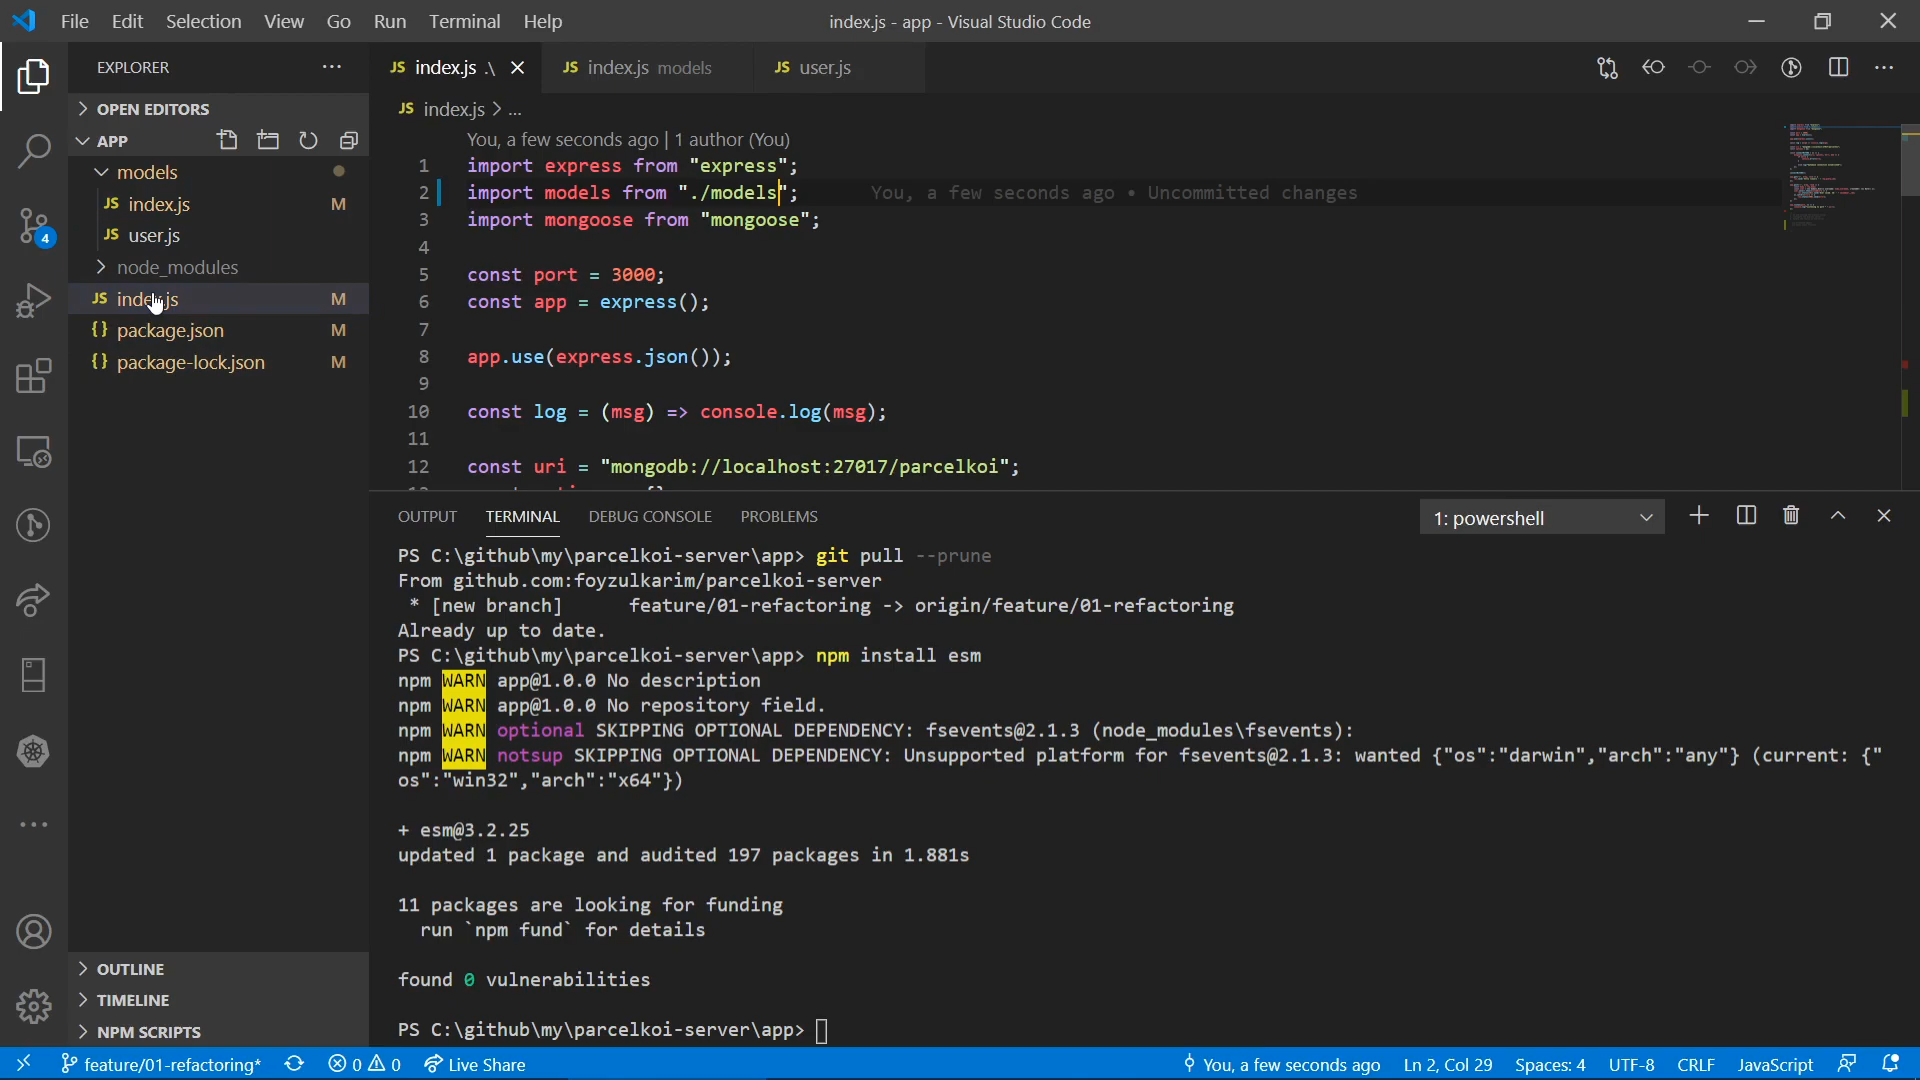 File Edit Selection View Go Run Terminal Help
index.js - app - Visual Studio Code
EXPLORER
OPEN EDITORS
APP
models
JS index.js M
JS user.js
node_modules
JS index.js M
{} package.json M
{} package-lock.json M
OUTLINE
TIMELINE
NPM SCRIPTS
4
JS index.js .\
JS index.js models
JS user.js
JS index.js > ...
You, a few seconds ago | 1 author (You)
1 import express from "express";
2 import models from "./models"; You, a few seconds ago • Uncommitted changes
3 import mongoose from "mongoose";
4
5 const port = 3000;
6 const app = express();
7
8 app.use(express.json());
9
10 const log = (msg) => console.log(msg);
11
12 const uri = "mongodb://localhost:27017/parcelkoi";
OUTPUT TERMINAL DEBUG CONSOLE PROBLEMS
1: powershell
PS C:\github\my\parcelkoi-server\app> git pull --prune
From github.com:foyzulkarim/parcelkoi-server
* [new branch] feature/01-refactoring -> origin/feature/01-refactoring
Already up to date.
PS C:\github\my\parcelkoi-server\app> npm install esm
npm WARN app@1.0.0 No description
npm WARN app@1.0.0 No repository field.
npm WARN optional SKIPPING OPTIONAL DEPENDENCY: fsevents@2.1.3 (node_modules\fsevents):
npm WARN notsup SKIPPING OPTIONAL DEPENDENCY: Unsupported platform for fsevents@2.1.3: wanted {"os":"darwin","arch":"any"} (current: {"
os":"win32","arch":"x64"})
+ esm@3.2.25
updated 1 package and audited 197 packages in 1.881s
11 packages are looking for funding
run `npm fund` for details
found 0 vulnerabilities
PS C:\github\my\parcelkoi-server\app>
feature/01-refactoring* 0 0 Live Share
You, a few seconds ago Ln 2, Col 29 Spaces: 4 UTF-8 CRLF JavaScript